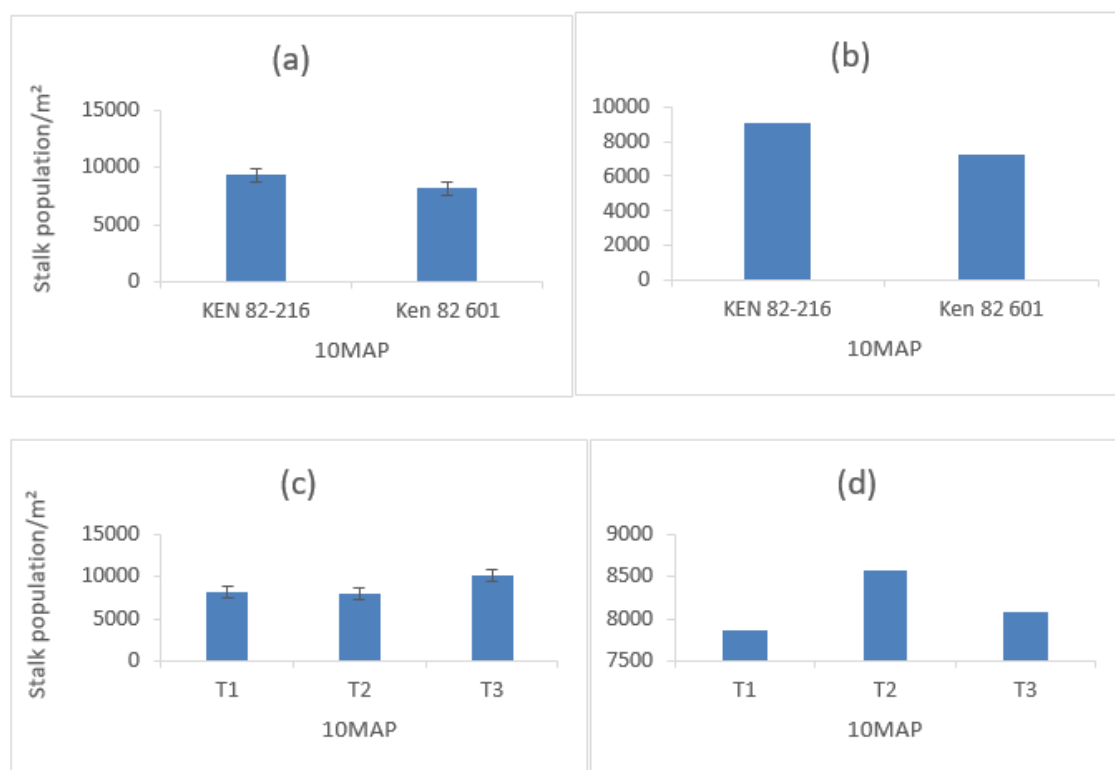 (a)
Stalk population/m²
15000
10000
5000
0
KEN 82-216 Ken 82 601
10MAP
(b)
10000
8000
6000
4000
2000
0
KEN 82-216 Ken 82 601
10MAP
(c)
Stalk population/m²
15000
10000
5000
0
T1 T2 T3
10MAP
(d)
9000
8500
8000
7500
T1 T2 T3
10MAP